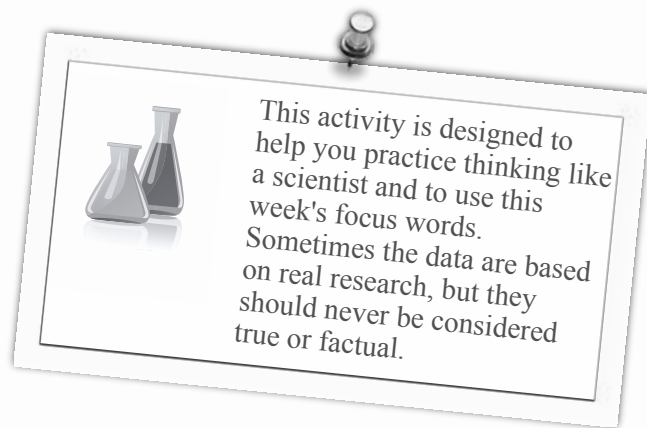 This activity is designed to
help you practice thinking like
a scientist and to use this
week's focus words.
Sometimes the data are based
on real research, but they
should never be considered
true or factual.